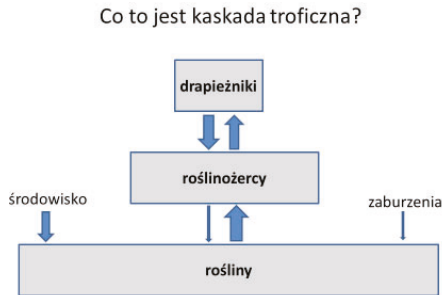 Co to jest kaskada troficzna?
drapieżniki
roślinożercy
środowisko
zaburzenia
rośliny